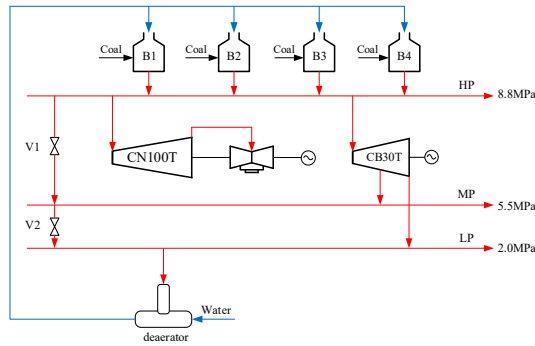 Coal
B1
Coal
B2
Coal
B3
Coal
B4
HP
8.8MPa
V1
CN100T
CB30T
MP
5.5MPa
V2
LP
2.0MPa
Water
deaerator